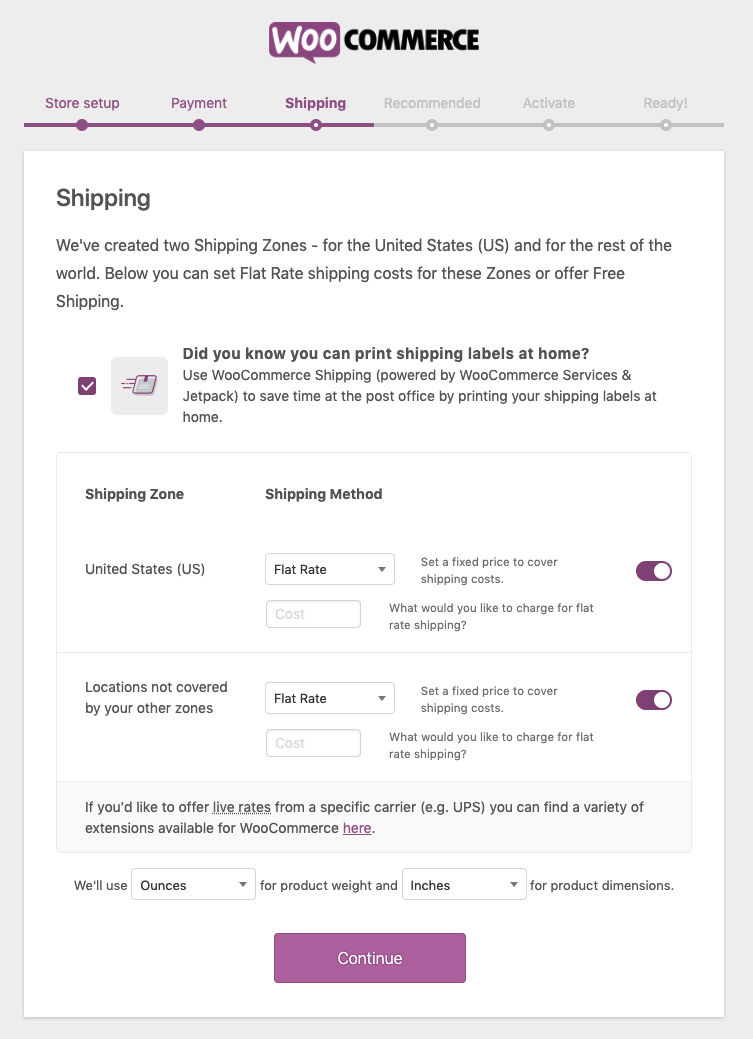 WOO COMMERCE
Store setup Payment Shipping Recommended Activate Ready!
Shipping
We've created two Shipping Zones - for the United States (US) and for the rest of the
world. Below you can set Flat Rate shipping costs for these Zones or offer Free
Shipping.
Did you know you can print shipping labels at home?
Use WooCommerce Shipping (powered by WooCommerce Services &
Jetpack) to save time at the post office by printing your shipping labels at
home.
Shipping Zone Shipping Method
United States (US)
Flat Rate
Set a fixed price to cover
shipping costs.
Cost
What would you like to charge for flat
rate shipping?
Locations not covered
by your other zones
Flat Rate
Set a fixed price to cover
shipping costs.
Cost
What would you like to charge for flat
rate shipping?
If you'd like to offer live rates from a specific carrier (e.g. UPS) you can find a variety of
extensions available for WooCommerce here.
We'll use Ounces for product weight and Inches for product dimensions.
Continue